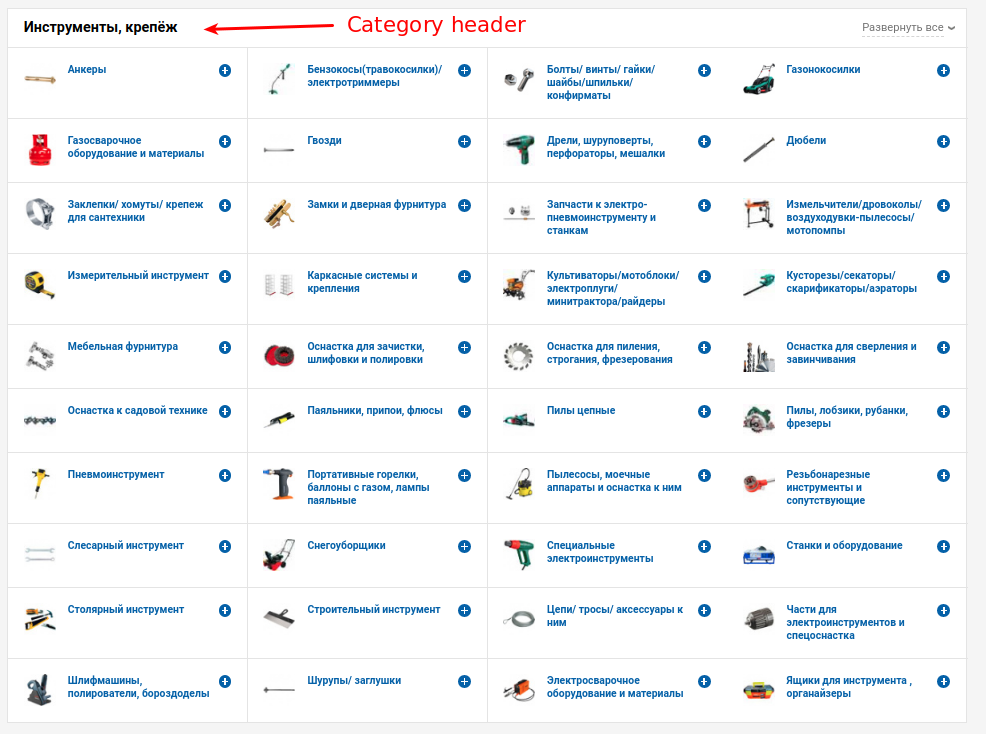 Инструменты, крепёж
Category header
Развернуть все
Анкеры
Бензокосы(травокосилки)/
электротриммеры
Болты/ винты/ гайки/
шайбы/шпильки/
конфирматы
Газонокосилки
Газосварочное
оборудование и материалы
Гвозди
Дрели, шуруповерты,
перфораторы, мешалки
Дюбели
Заклепки/ хомуты/ крепеж
для сантехники
Замки и дверная фурнитура
Запчасти к электро-
пневмоинструменту и
станкам
Измельчители/дровоколы/
воздуходувки-пылесосы/
мотопомпы
Измерительный инструмент
Каркасные системы и
крепления
Культиваторы/мотоблоки/
электроплуги/
минитрактора/райдеры
Кусторезы/секаторы/
скарификаторы/аэраторы
Мебельная фурнитура
Оснастка для зачистки,
шлифовки и полировки
Оснастка для пиления,
строгания, фрезерования
Оснастка для сверления и
завинчивания
Оснастка к садовой технике
Паяльники, припои, флюсы
Пилы цепные
Пилы, лобзики, рубанки,
фрезеры
Пневмоинструмент
Портативные горелки,
баллоны с газом, лампы
паяльные
Пылесосы, моечные
аппараты и оснастка к ним
Резьбонарезные
инструменты и
сопутствующие
Слесарный инструмент
Снегоуборщики
Специальные
электроинструменты
Станки и оборудование
Столярный инструмент
Строительный инструмент
Цепи/ тросы/ аксессуары к
ним
Части для
электроинструментов и
спецоснастка
Шлифмашины,
полирователи, бороздоделы
Шурупы/ заглушки
Электросварочное
оборудование и материалы
Ящики для инструмента ,
органайзеры